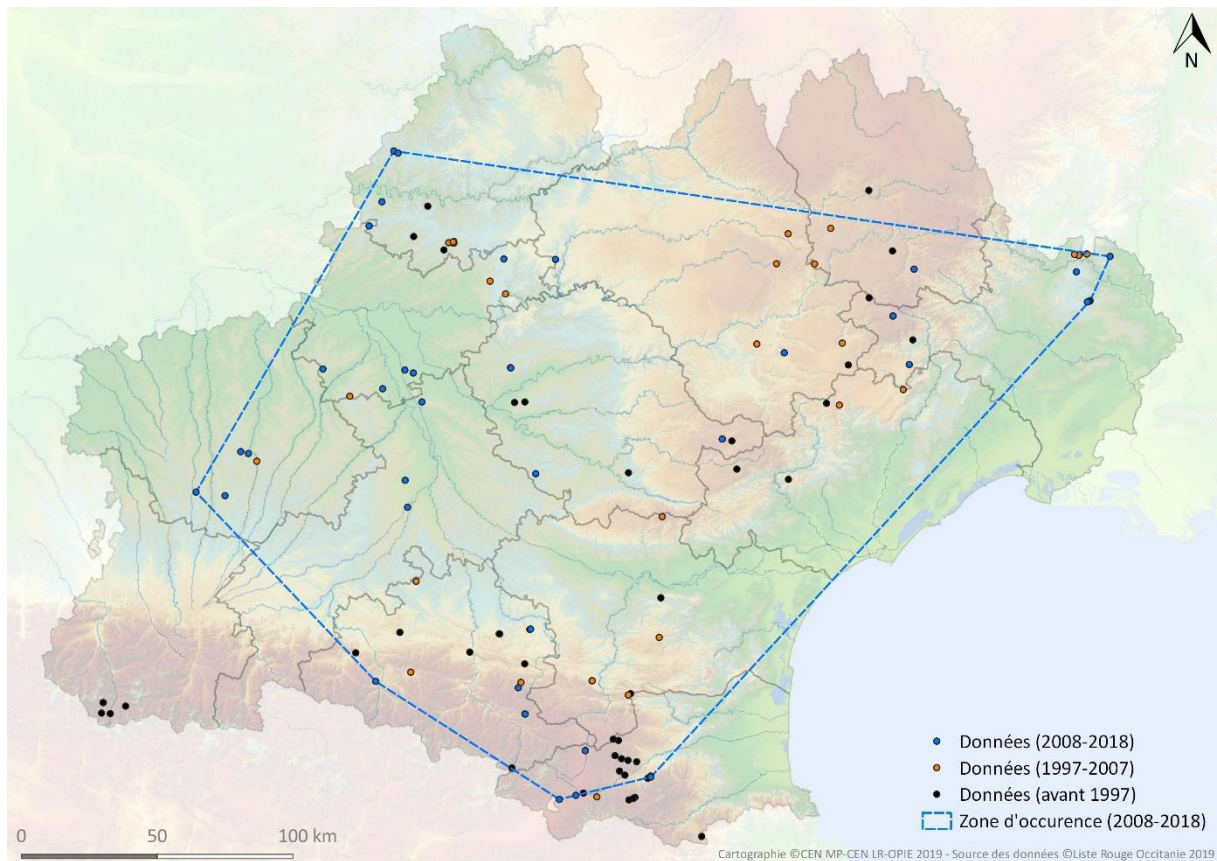 N
Données (2008-2018)
Données (1997-2007)
Données (avant 1997)
Zone d'occurence (2008-2018)
0 50 100 km
Cartographie ©CEN MP-CEN LR-OPIE 2019 - Source des données ©Liste Rouge Occitanie 2019